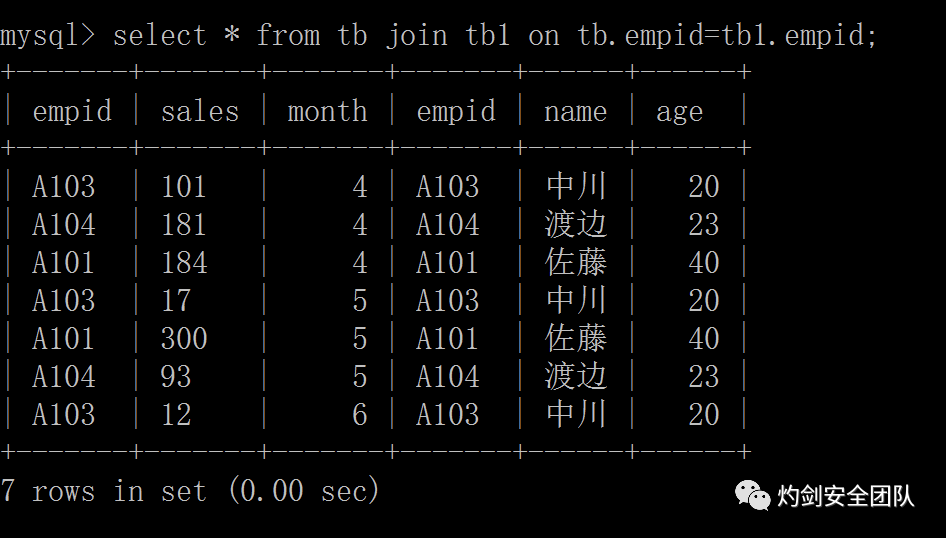 mysql> select * from tb join tb1 on tb.empid=tb1.empid;
+-------+-------+-------+-------+------+------+
| empid | sales | month | empid | name | age |
+-------+-------+-------+-------+------+------+
| A103 | 101 | 4 | A103 | 中川 | 20 |
| A104 | 181 | 4 | A104 | 渡边 | 23 |
| A101 | 184 | 4 | A101 | 佐藤 | 40 |
| A103 | 17 | 5 | A103 | 中川 | 20 |
| A101 | 300 | 5 | A101 | 佐藤 | 40 |
| A104 | 93 | 5 | A104 | 渡边 | 23 |
| A103 | 12 | 6 | A103 | 中川 | 20 |
+-------+-------+-------+-------+------+------+
7 rows in set (0.00 sec)
灼剑安全团队